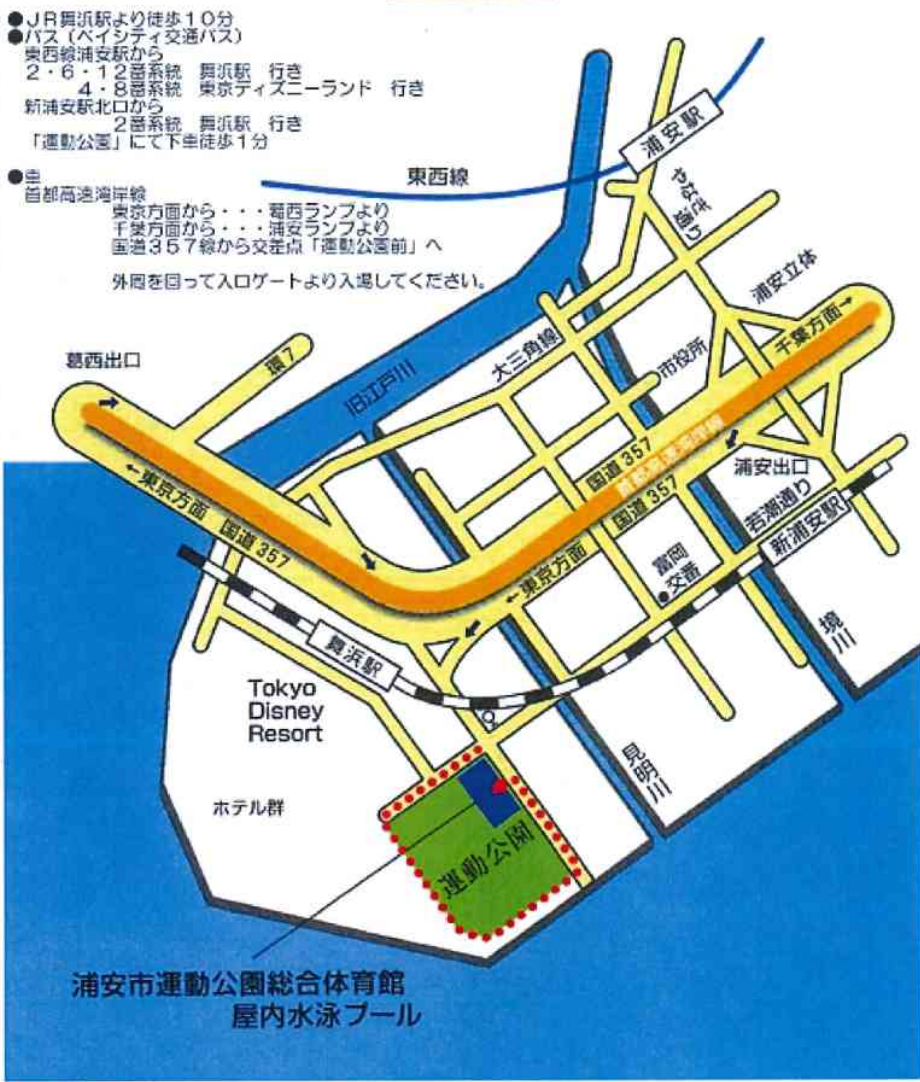 ●JR舞浜駅より徒歩10分
●バス（ベイシティ交通バス）
東西線浦安駅から
2・6・12番系統 舞浜駅 行き
4・8番系統 東京ディズニーランド 行き
新浦安駅北口から
2番系統 舞浜駅 行き
「運動公園」にて下車徒歩1分
●車
首都高速湾岸線
東京方面から・・・葛西ランプより
千葉方面から・・・浦安ランプより
国道357線から交差点「運動公園前」へ
外周を回って入口ゲートより入場してください。
東西線
浦安駅
やなぎ通り
浦安立体
千葉方面→
葛西出口
環7
旧江戸川
大三角線
市役所
国道357
国道357
←東京方面
浦安出口
←東京方面 国道357
若潮通り
新浦安駅
富岡
●交番
境川
舞浜駅
Tokyo
Disney
Resort
見明川
ホテル群
運動公園
浦安市運動公園総合体育館
屋内水泳プール